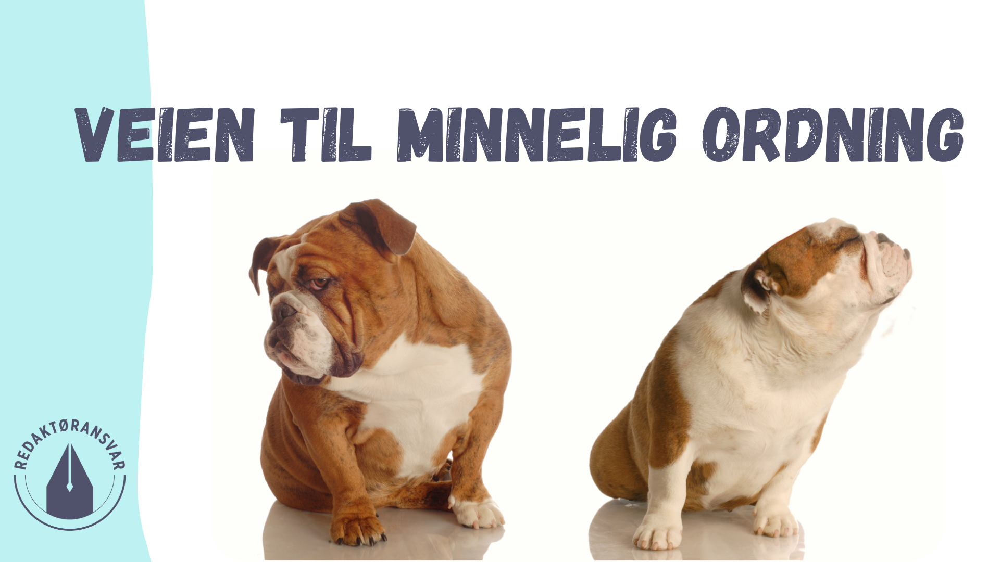 VEIEN TIL MINNELIG ORDNING
REDAKTØRANSVAR